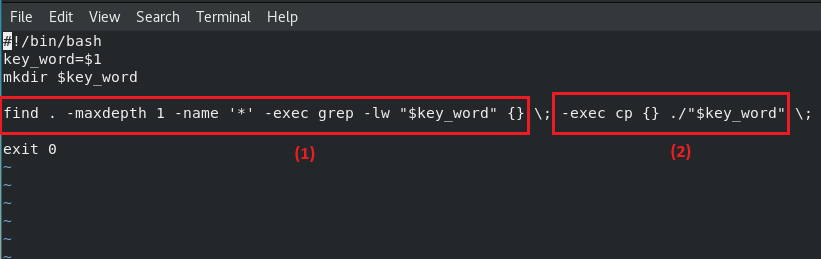 File Edit View Search Terminal Help
#!/bin/bash
key_word=$1
mkdir $key_word
find . -maxdepth 1 -name '*' -exec grep -lw "$key_word" {} \; -exec cp {} ./"$key_word" \;
(1) (2)
exit 0
~
~
~
~
~
~